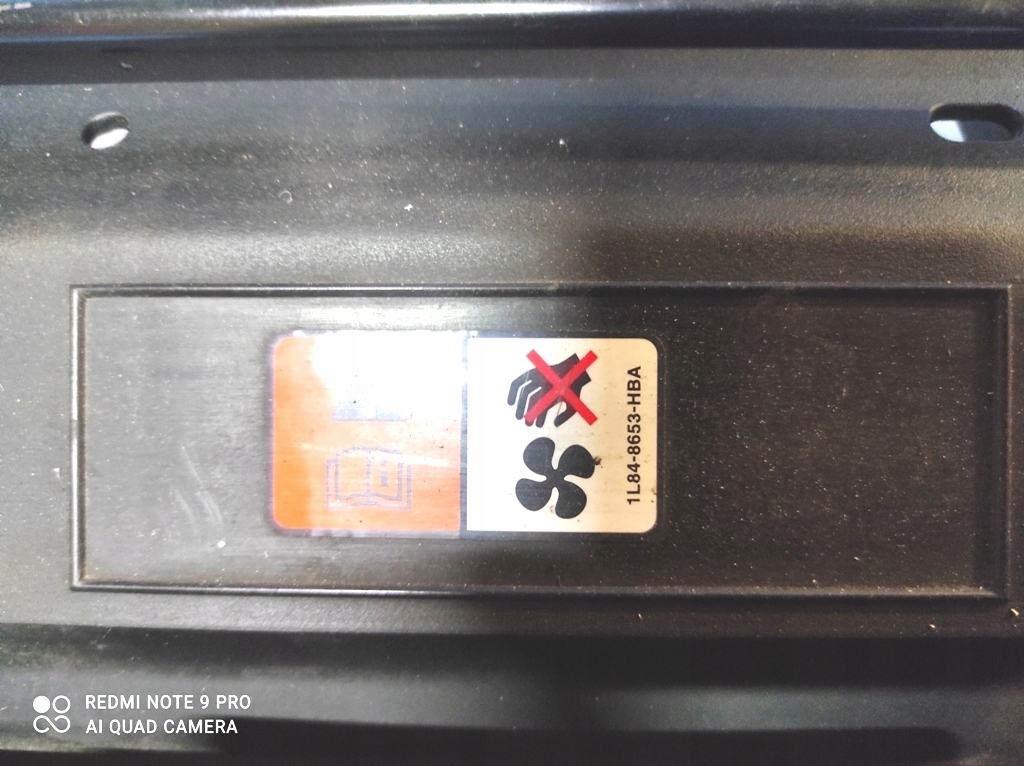 1L84-8653-HBA
REDMI NOTE 9 PRO
AI QUAD CAMERA